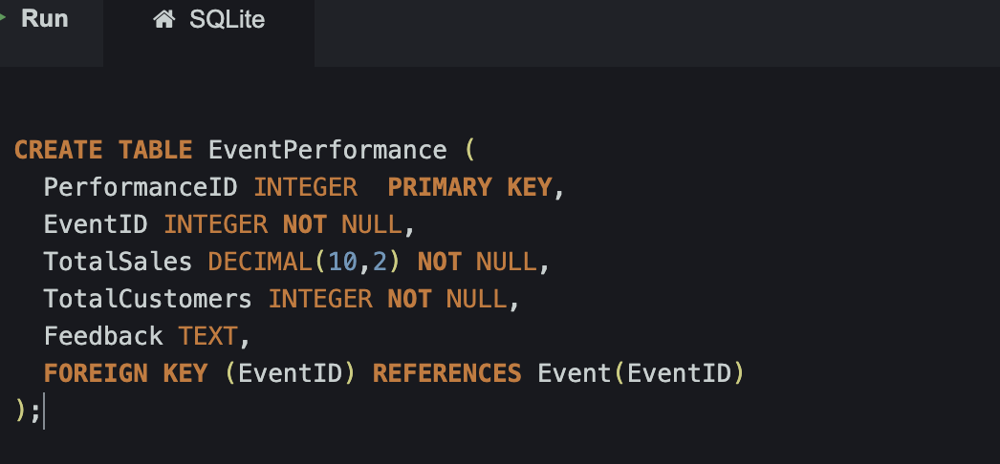 Run
SQLite
CREATE TABLE EventPerformance (
PerformanceID INTEGER  PRIMARY KEY,
EventID INTEGER NOT NULL,
TotalSales DECIMAL(10,2) NOT NULL,
TotalCustomers INTEGER NOT NULL,
Feedback TEXT,
FOREIGN KEY (EventID) REFERENCES Event(EventID)
);